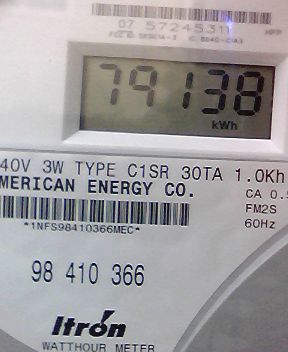 07 57245311
79138
kWh
40V 3W TYPE C1SR 30TA 1.0Kh
MERICAN ENERGY CO.
CA 0.5
FM2S
60Hz
*1NFS98410366MEC*
98 410 366
Itrón
WATTHOUR METER